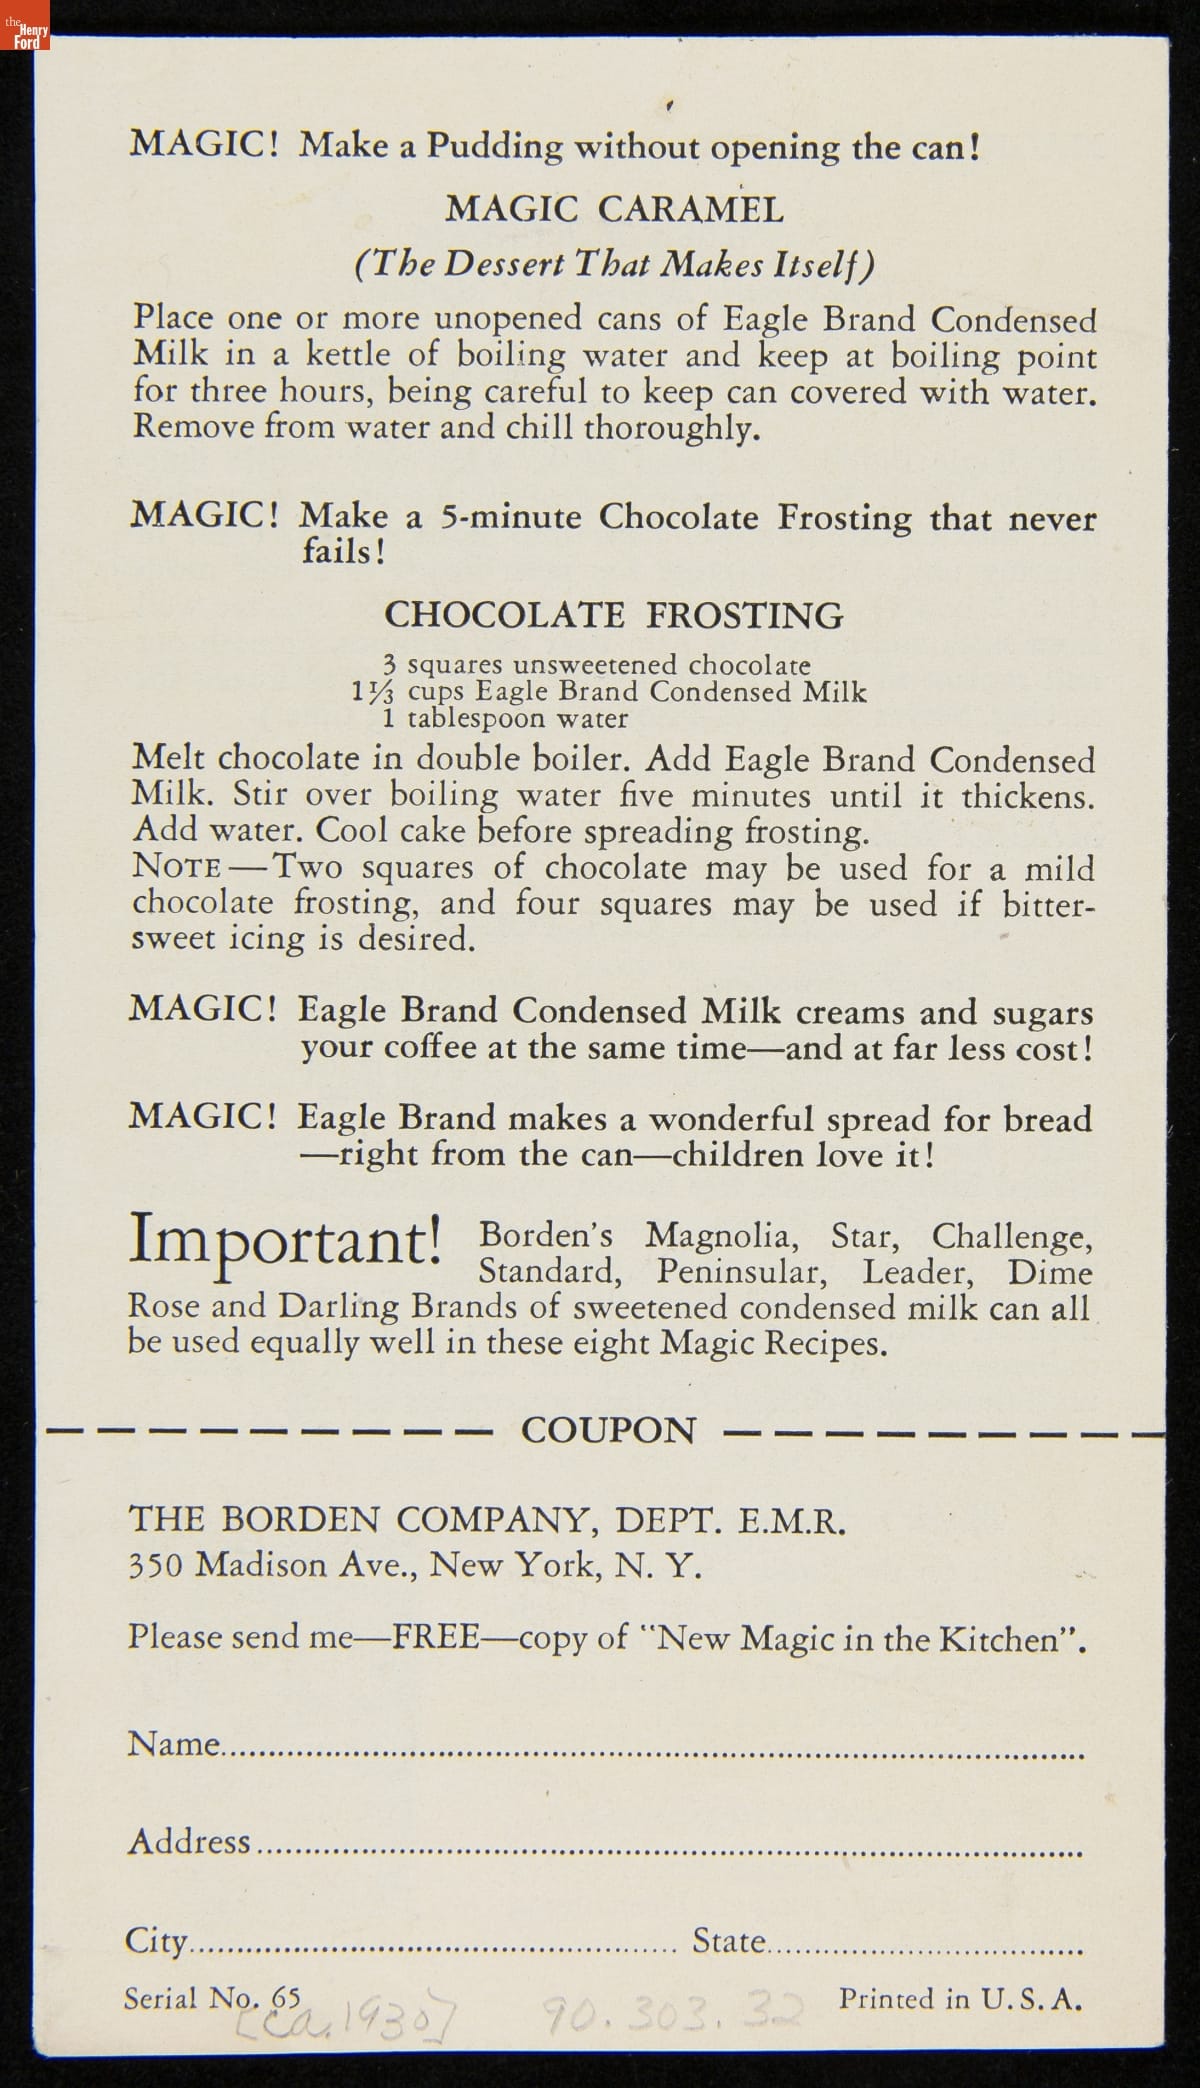 the
Henry
Ford
MAGIC! Make a Pudding without opening the can!
MAGIC CARAMEL
(The Dessert That Makes Itself)
Place one or more unopened cans of Eagle Brand Condensed
Milk in a kettle of boiling water and keep at boiling point
for three hours, being careful to keep can covered with water.
Remove from water and chill thoroughly.
MAGIC! Make a 5-minute Chocolate Frosting that never
fails!
CHOCOLATE FROSTING
3 squares unsweetened chocolate
1⅓ cups Eagle Brand Condensed Milk
1 tablespoon water
Melt chocolate in double boiler. Add Eagle Brand Condensed
Milk. Stir over boiling water five minutes until it thickens.
Add water. Cool cake before spreading frosting.
NOTE—Two squares of chocolate may be used for a mild
chocolate frosting, and four squares may be used if bitter-
sweet icing is desired.
MAGIC! Eagle Brand Condensed Milk creams and sugars
your coffee at the same time—and at far less cost!
MAGIC! Eagle Brand makes a wonderful spread for bread
—right from the can—children love it!
Important! Borden's Magnolia, Star, Challenge,
Standard, Peninsular, Leader, Dime
Rose and Darling Brands of sweetened condensed milk can all
be used equally well in these eight Magic Recipes.
COUPON
THE BORDEN COMPANY, DEPT. E.M.R.
350 Madison Ave., New York, N. Y.
Please send me—FREE—copy of "New Magic in the Kitchen".
Name
Address
City State
Serial No. 65 Printed in U.S.A.
[ca. 1930] 90.303.32